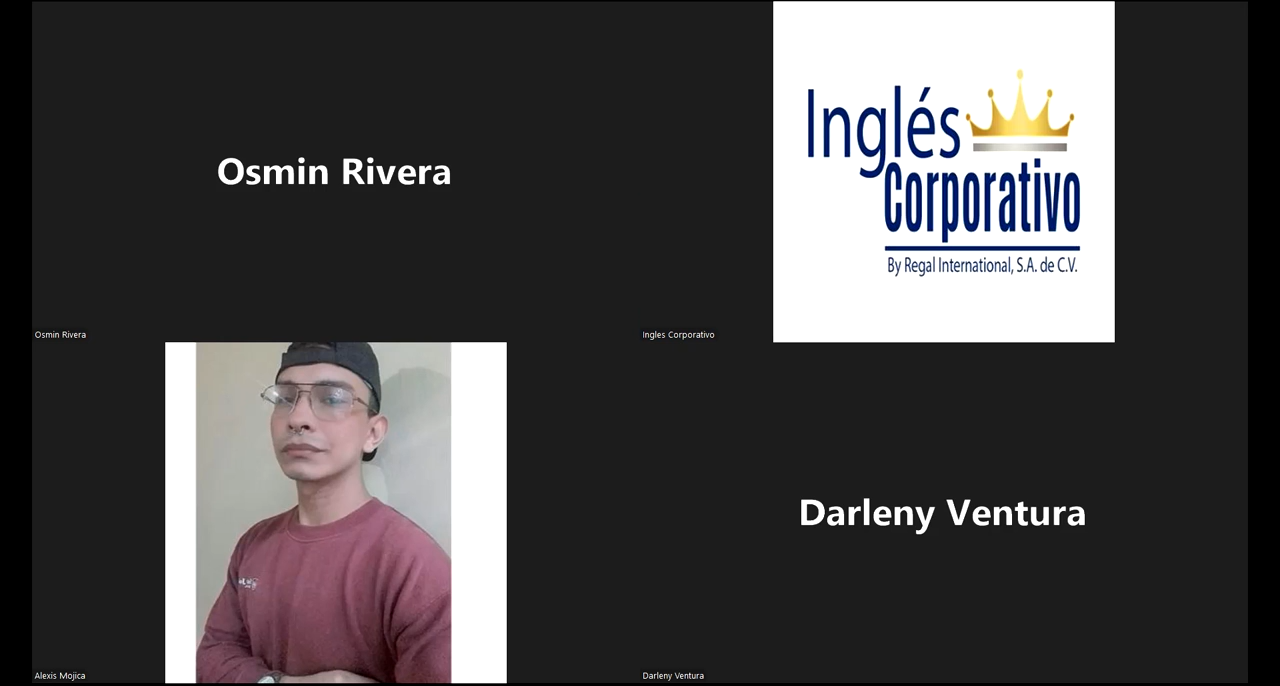 Osmin Rivera
Osmin Rivera
Inglés
Corporativo
By Regal International, S.A. de C.V.
Ingles Corporativo
Alexis Mojica
Darleny Ventura
Darleny Ventura